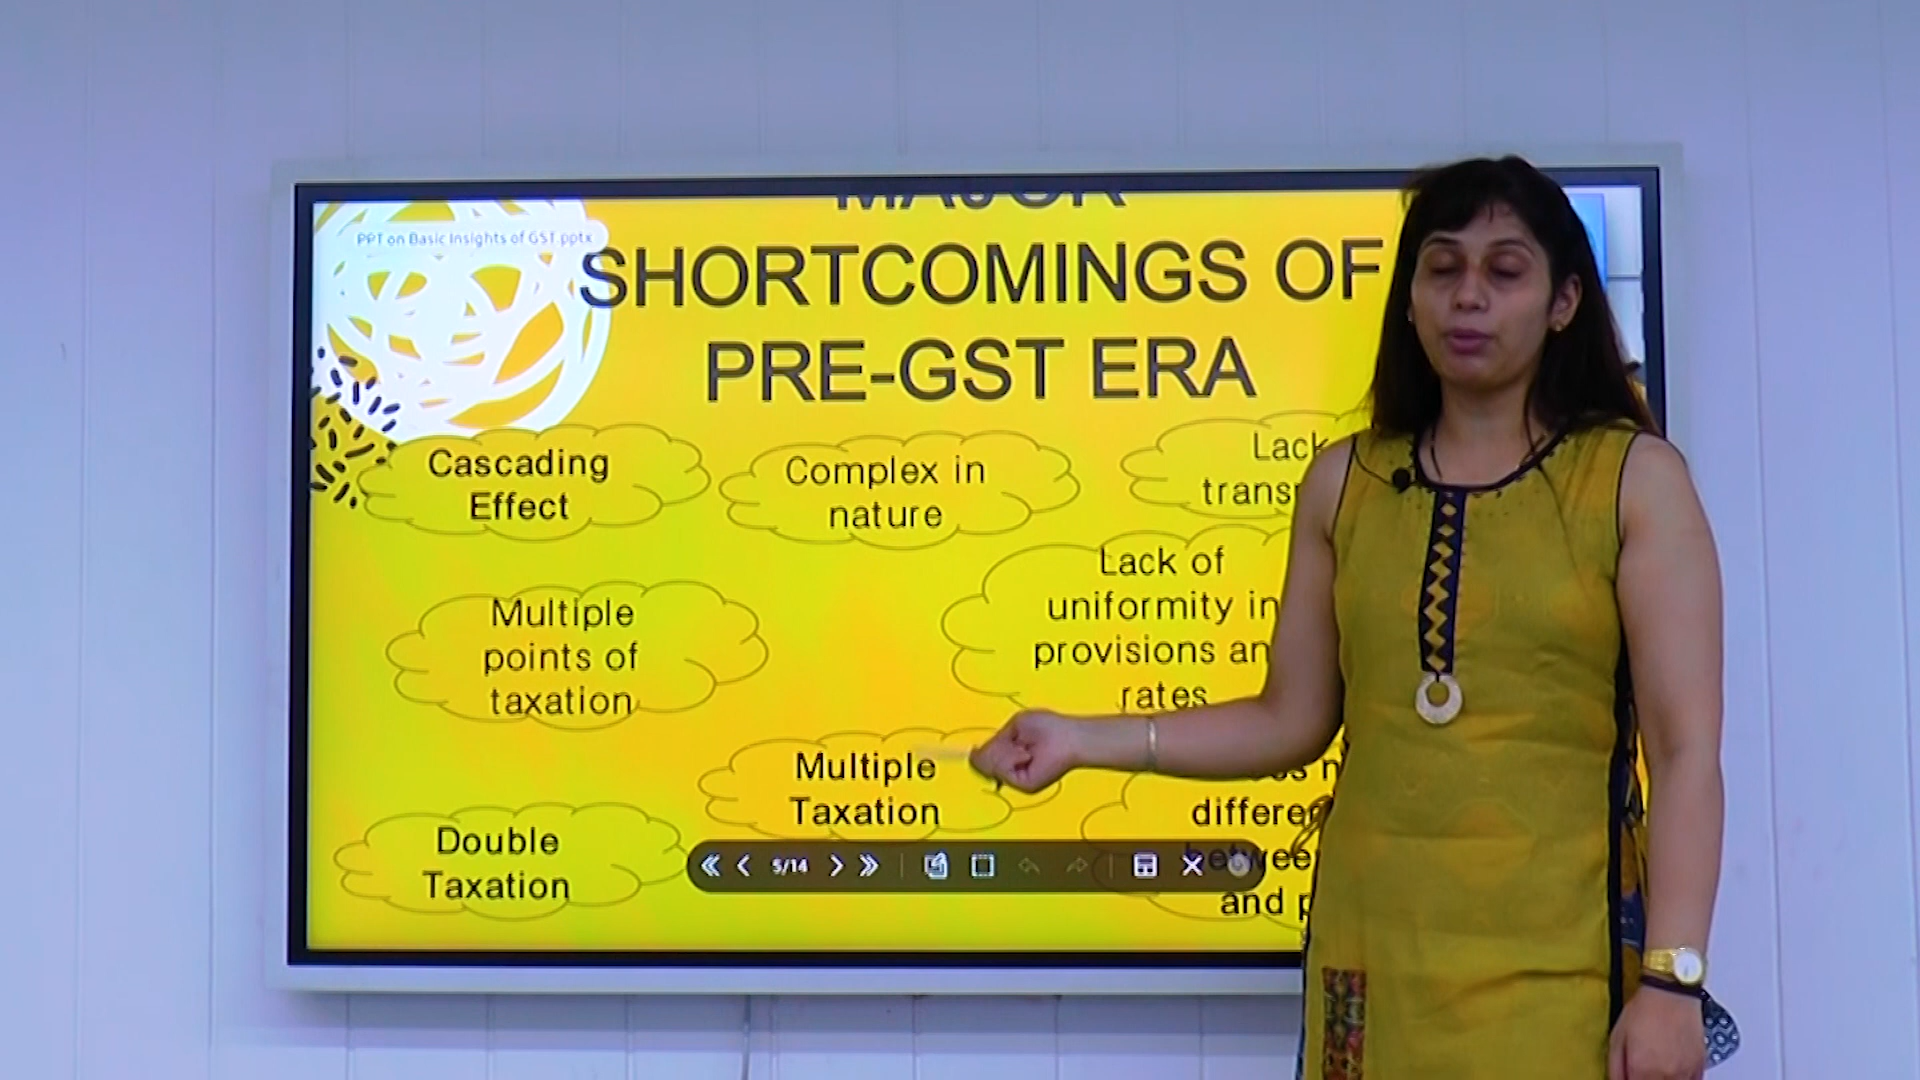 MAJOR
PPT on Basic Insights of GST.pptx
SHORTCOMINGS OF
PRE-GST ERA
Cascading
Effect
Complex in
nature
Lack
Multiple
points of
taxation
Lack of
uniformity in
provisions
rates
Multiple
Taxation
Double
Taxation
and
5/14